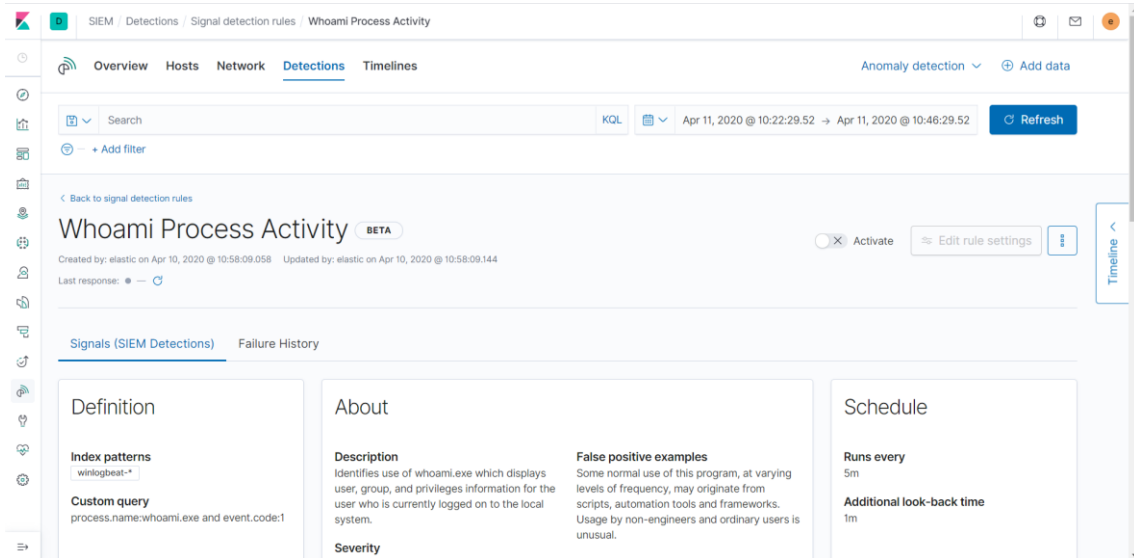 D SIEM / Detections / Signal detection rules / Whoami Process Activity e
Overview Hosts Network Detections Timelines Anomaly detection Add data
Search KQL Apr 11, 2020 @ 10:22:29.52 → Apr 11, 2020 @ 10:46:29.52 Refresh
+ Add filter
< Back to signal detection rules
Whoami Process Activity BETA
Activate Edit rule settings
Timeline
Created by: elastic on Apr 10, 2020 @ 10:58:09.058 Updated by: elastic on Apr 10, 2020 @ 10:58:09.144
Last response: —
Signals (SIEM Detections) Failure History
Definition
Index patterns
winlogbeat-*
Custom query
process.name:whoami.exe and event.code:1
About
Description
Identifies use of whoami.exe which displays
user, group, and privileges information for the
user who is currently logged on to the local
system.
Severity
False positive examples
Some normal use of this program, at varying
levels of frequency, may originate from
scripts, automation tools and frameworks.
Usage by non-engineers and ordinary users is
unusual.
Schedule
Runs every
5m
Additional look-back time
1m